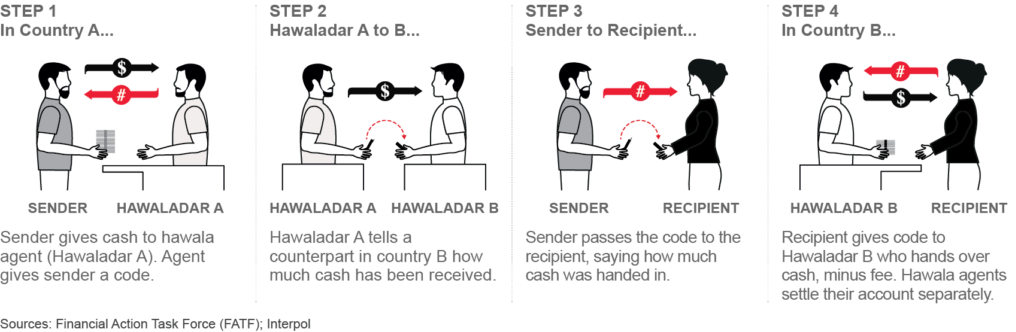 STEP 1
In Country A...
$
#
SENDER
HAWALADAR A
Sender gives cash to hawala
agent (Hawaladar A). Agent
gives sender a code.
STEP 2
Hawaladar A to B...
$
HAWALADAR A
HAWALADAR B
Hawaladar A tells a
counterpart in country B how
much cash has been received.
STEP 3
Sender to Recipient...
#
SENDER
RECIPIENT
Sender passes the code to the
recipient, saying how much
cash was handed in.
STEP 4
In Country B...
#
$
HAWALADAR B
RECIPIENT
Recipient gives code to
Hawaladar B who hands over
cash, minus fee. Hawala agents
settle their account separately.
Sources: Financial Action Task Force (FATF); Interpol